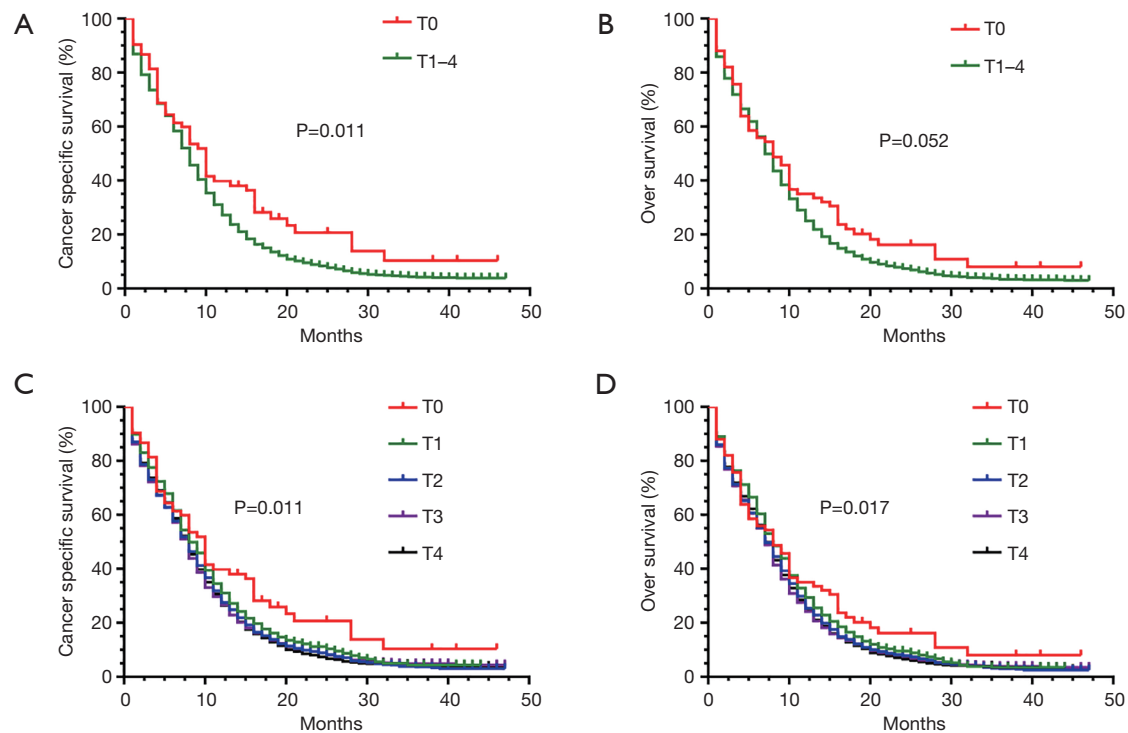 A
Cancer specific survival (%)
100
80
60
40
20
0
T0
T1–4
P=0.011
0 10 20 30 40 50
Months
B
Over survival (%)
100
80
60
40
20
0
T0
T1–4
P=0.052
0 10 20 30 40 50
Months
C
Cancer specific survival (%)
100
80
60
40
20
0
T0
T1
T2
T3
T4
P=0.011
0 10 20 30 40 50
Months
D
Over survival (%)
100
80
60
40
20
0
T0
T1
T2
T3
T4
P=0.017
0 10 20 30 40 50
Months